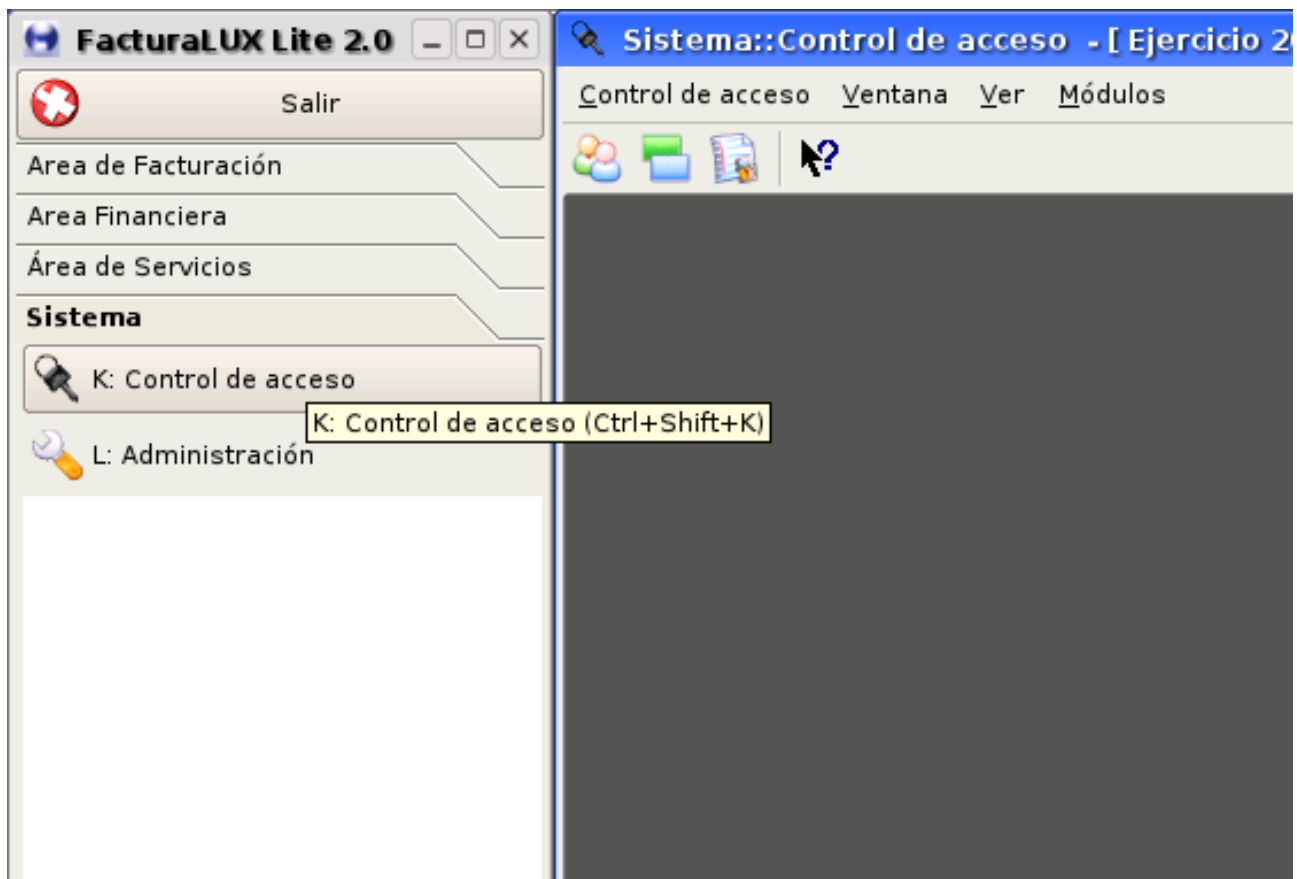 FacturaLUX Lite 2.0
Salir
Area de Facturación
Area Financiera
Área de Servicios
Sistema
K: Control de acceso
K: Control de acceso (Ctrl+Shift+K)
L: Administración
Sistema::Control de acceso - [ Ejercicio
Control de acceso Ventana Ver Módulos
?